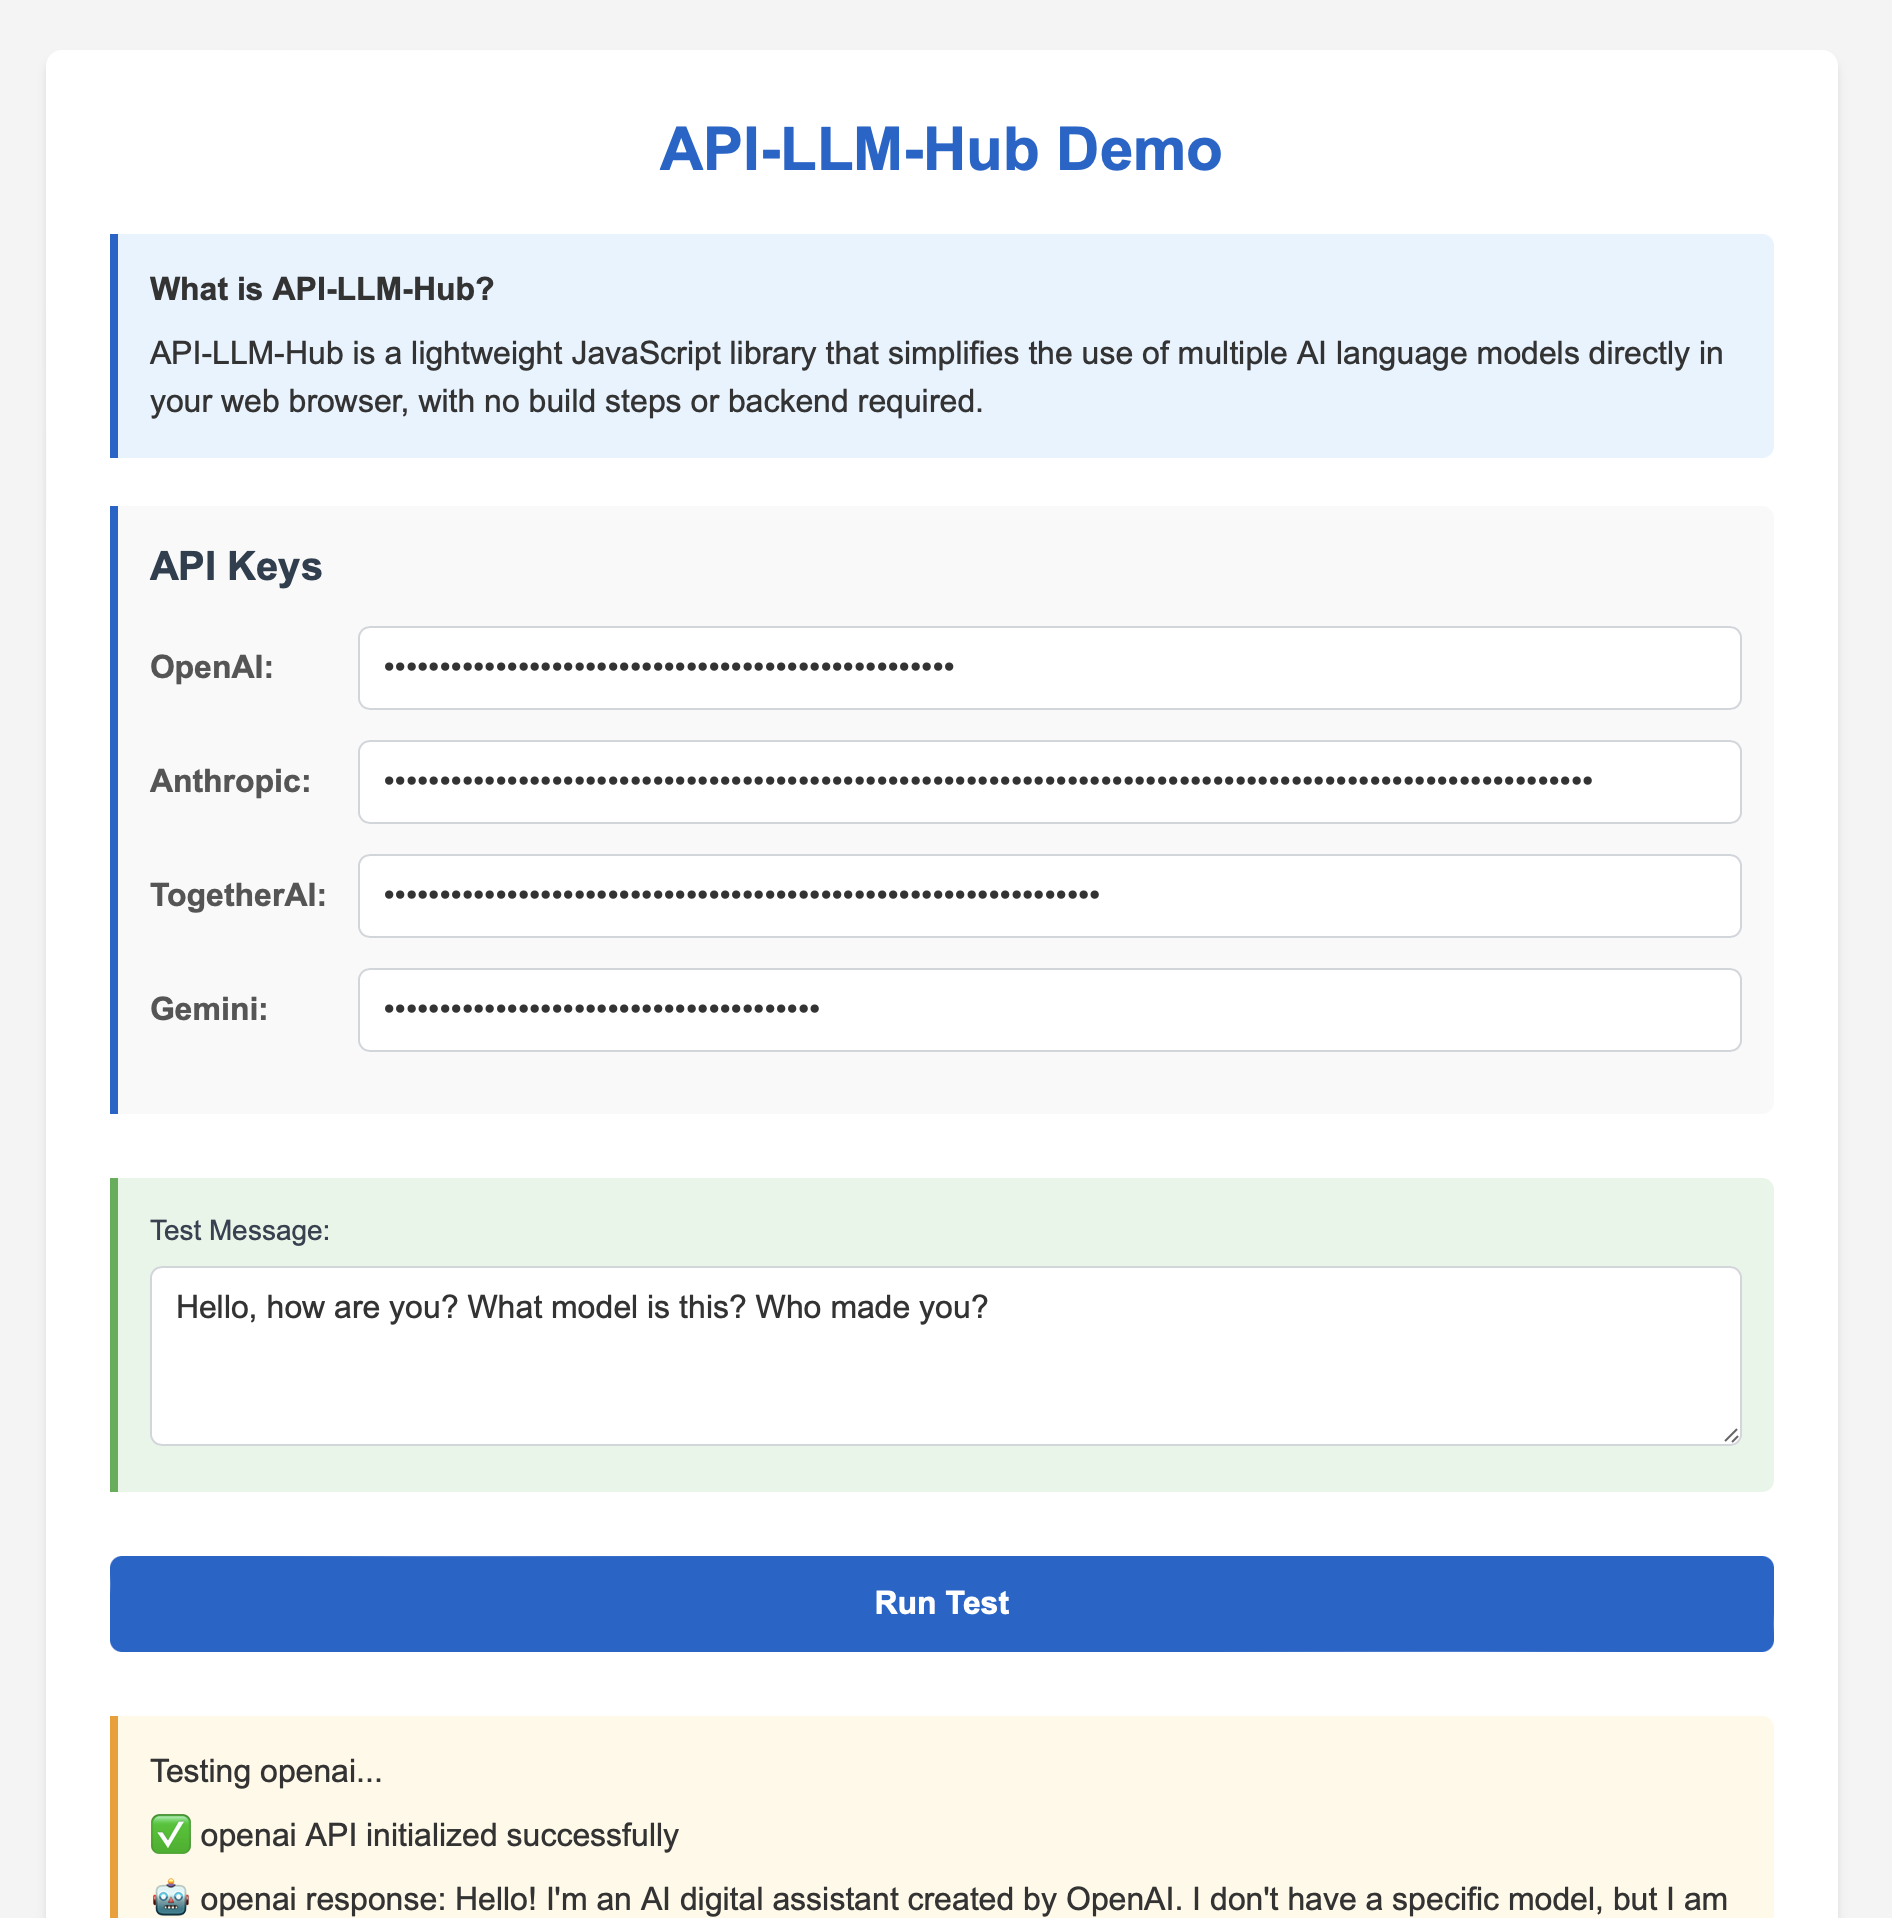 API-LLM-Hub Demo
What is API-LLM-Hub?
API-LLM-Hub is a lightweight JavaScript library that simplifies the use of multiple AI language models directly in
your web browser, with no build steps or backend required.
API Keys
OpenAI:
Anthropic:
TogetherAI:
Gemini:
Test Message:
Hello, how are you? What model is this? Who made you?
Run Test
Testing openai...
✅ openai API initialized successfully
🤖 openai response: Hello! I'm an AI digital assistant created by OpenAI. I don't have a specific model, but I am